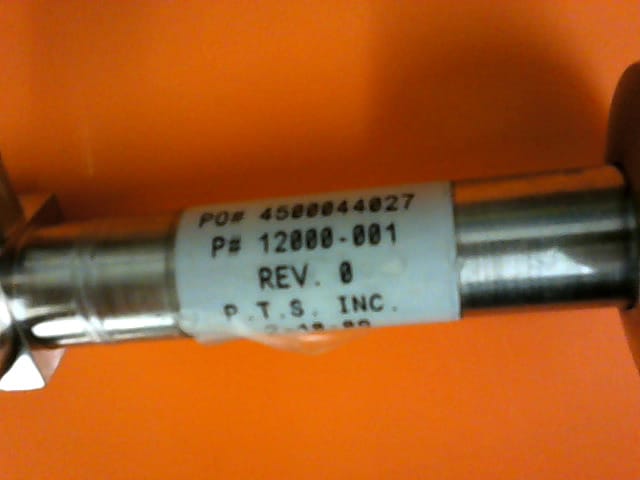 PO# 4500044027
P# 12000-001
REV. 0
P.T.S. INC.